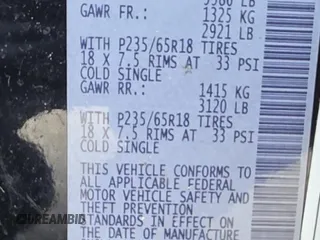 5980 LB
GAWR FR.: 1325 KG
2921 LB
WITH P235/65R18 TIRES
18 X 7.5 RIMS AT 33 PSI
COLD SINGLE
GAWR RR.: 1415 KG
3120 LB
WITH P235/65R18 TIRES
18 X 7.5 RIMS AT 33 PSI
COLD SINGLE
THIS VEHICLE CONFORMS TO
ALL APPLICABLE FEDERAL
MOTOR VEHICLE SAFETY AND
THEFT PREVENTION
STANDARDS IN EFFECT ON
THE DATE OF MANUFACTURE
DREAMBID